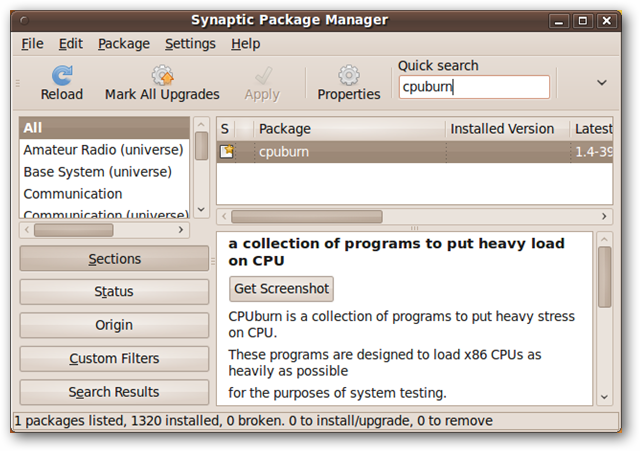 Synaptic Package Manager
File Edit Package Settings Help
Quick search
Reload Mark All Upgrades Apply Properties cpuburn
All
Amateur Radio (universe)
Base System (universe)
Communication
Communication (universe)
S Package Installed Version Latest
cpuburn 1.4-39
a collection of programs to put heavy load
on CPU
Get Screenshot
CPUburn is a collection of programs to put heavy stress
on CPU.
These programs are designed to load x86 CPUs as
heavily as possible
for the purposes of system testing.
Sections
Status
Origin
Custom Filters
Search Results
1 packages listed, 1320 installed, 0 broken. 0 to install/upgrade, 0 to remove